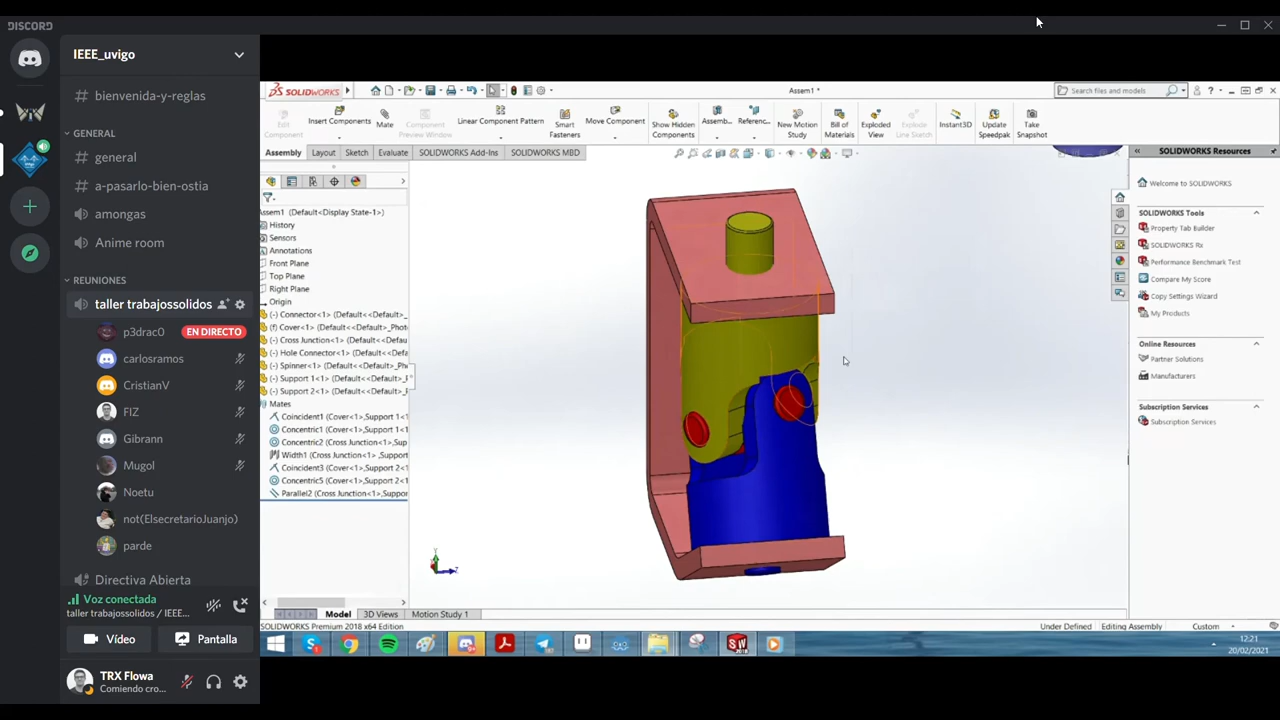 DISCORD
IEEE_uvigo
# bienvenida-y-reglas
GENERAL
# general
# a-pasarlo-bien-ostia
amongas
Anime room
REUNIONES
taller trabajossolidos
p3drac0 EN DIRECTO
carlosramos
CristianV
FIZ
Gibrann
Mugol
Noetu
not(ElsecretarioJuanjo)
parde
Directiva Abierta
Voz conectada
taller trabajossolidos / IEEE...
Vídeo Pantalla
TRX Flowa
Comiendo cro...
SOLIDWORKS
Assem1 *
Search files and models
Edit Component
Insert Components
Mate
Component Preview Window
Linear Component Pattern
Smart Fasteners
Move Component
Show Hidden Components
Assemb...
Referenc...
New Motion Study
Bill of Materials
Exploded View
Explode Line Sketch
Instant3D
Update Speedpak
Take Snapshot
Assembly Layout Sketch Evaluate SOLIDWORKS Add-Ins SOLIDWORKS MBD
Assem1 (Default<Display State-1>)
History
Sensors
Annotations
Front Plane
Top Plane
Right Plane
Origin
(-) Connector<1> (Default<<Defau
(f) Cover<1> (Default<<Default>_Phot
(-) Cross Junction<1> (Default<<Defa
(-) Hole Connector<1> (Default<<Defa
(-) Spinner<1> (Default<<Default>_Pho
(-) Support 1<1> (Default<<Default>_F
(-) Support 2<1> (Default<<Default>_F
Mates
Coincident1 (Cover<1>,Support 1<1
Concentric1 (Cover<1>,Support 1<1
Concentric2 (Cross Junction<1>,Sup
Width1 (Cross Junction<1>,Support
Coincident3 (Cover<1>,Support 2<1
Concentric5 (Cover<1>,Support 2<1
Parallel2 (Cross Junction<1>,Suppor
Y
Z
SOLIDWORKS Resources
Welcome to SOLIDWORKS
SOLIDWORKS Tools
Property Tab Builder
SOLIDWORKS Rx
Performance Benchmark Test
Compare My Score
Copy Settings Wizard
My Products
Online Resources
Partner Solutions
Manufacturers
Subscription Services
Subscription Services
Model 3D Views Motion Study 1
SOLIDWORKS Premium 2018 x64 Edition
Under Defined Editing Assembly Custom
12:21
20/02/2021